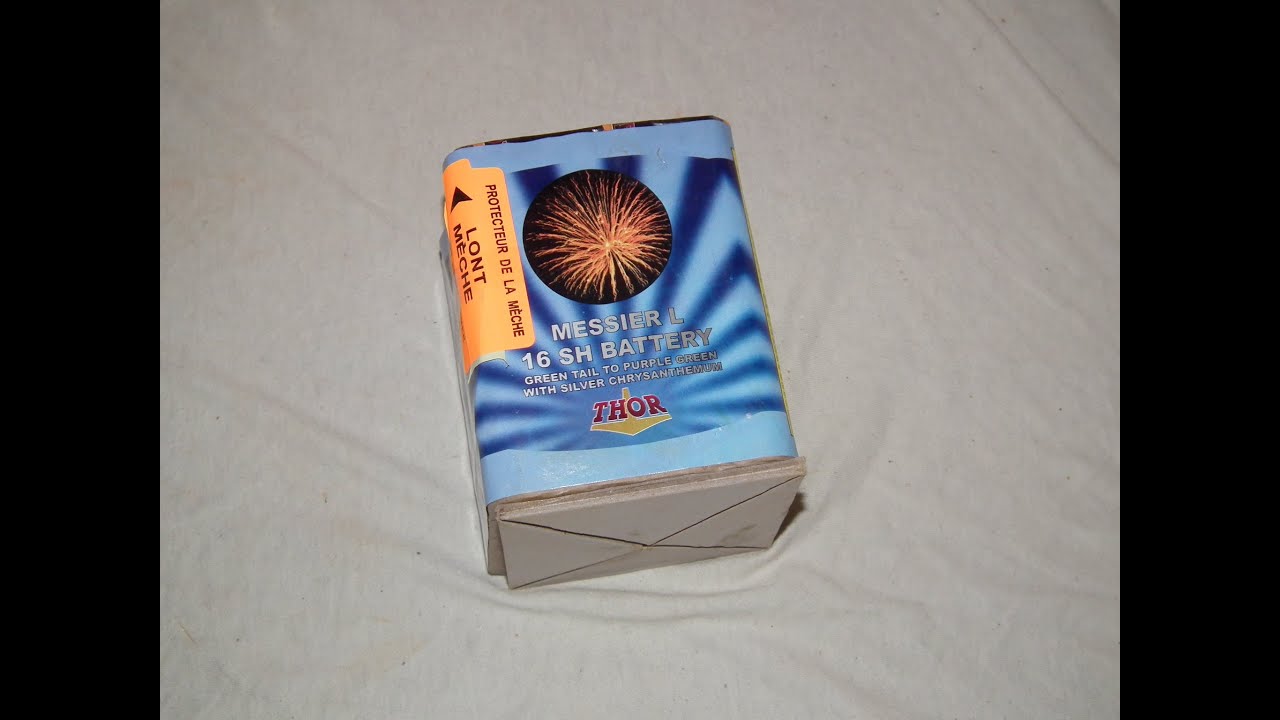 PROTECTEUR DE LA MÈCHE
LONT
MÈCHE
MESSIER L
16 SH BATTERY
GREEN TAIL TO PURPLE GREEN
WITH SILVER CHRYSANTHEMUM
THOR